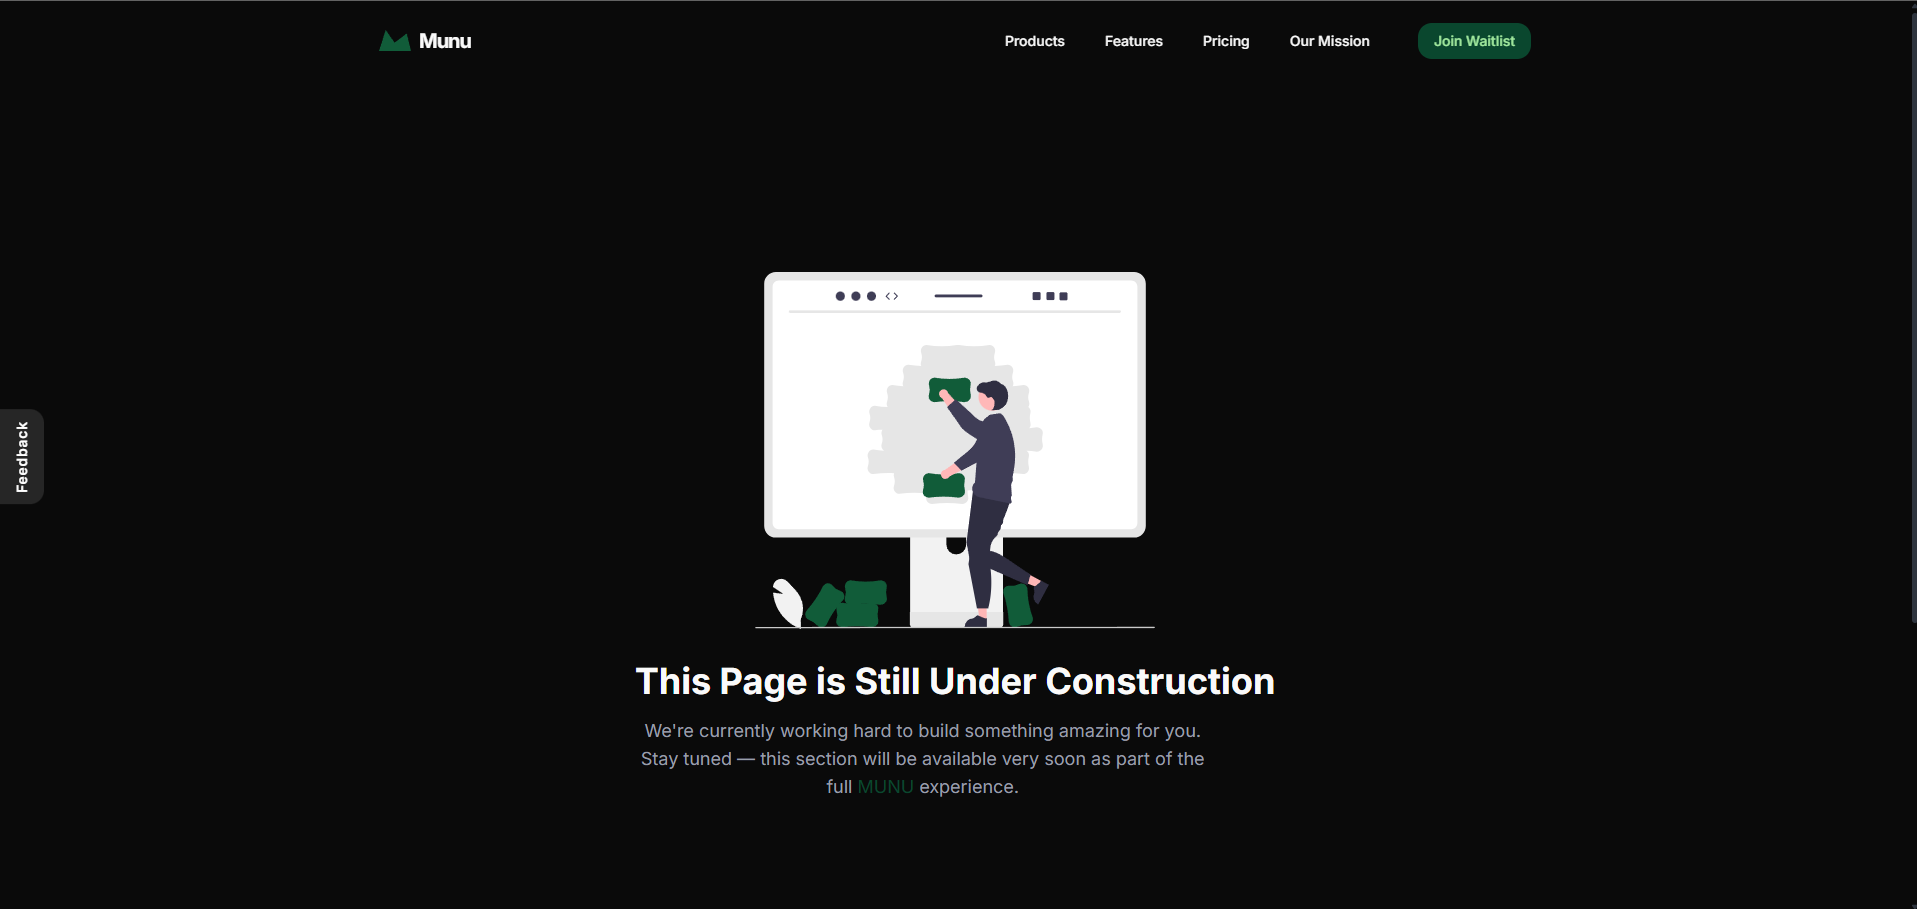 Munu
Products
Features
Pricing
Our Mission
Join Waitlist
Feedback
This Page is Still Under Construction
We're currently working hard to build something amazing for you.
Stay tuned — this section will be available very soon as part of the
full MUNU experience.